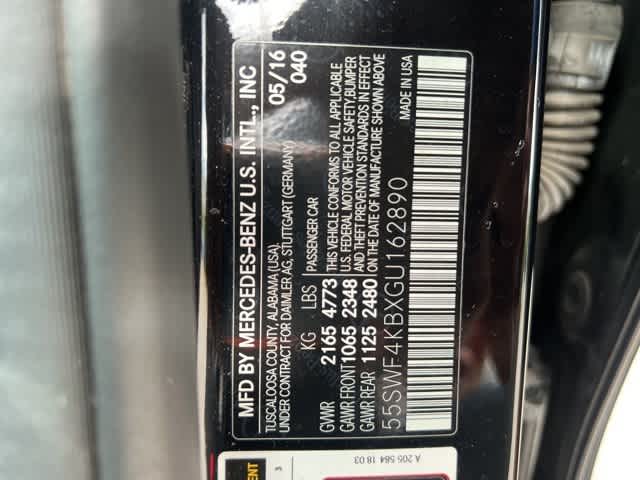 MFD BY MERCEDES-BENZ U.S. INTL., INC
TUSCALOOSA COUNTY, ALABAMA (USA),
UNDER CONTRACT FOR DAIMLER AG, STUTTGART (GERMANY)
05/16
040
KG LBS PASSENGER CAR
GVWR 2165 4773 THIS VEHICLE CONFORMS TO ALL APPLICABLE
GAWR FRONT 1065 2348 U.S. FEDERAL MOTOR VEHICLE SAFETY, BUMPER
GAWR REAR 1125 2480 AND THEFT PREVENTION STANDARDS IN EFFECT
ON THE DATE OF MANUFACTURE SHOWN ABOVE
55SWF4KBXGU162890
MADE IN USA
A 205 584 18 03
3